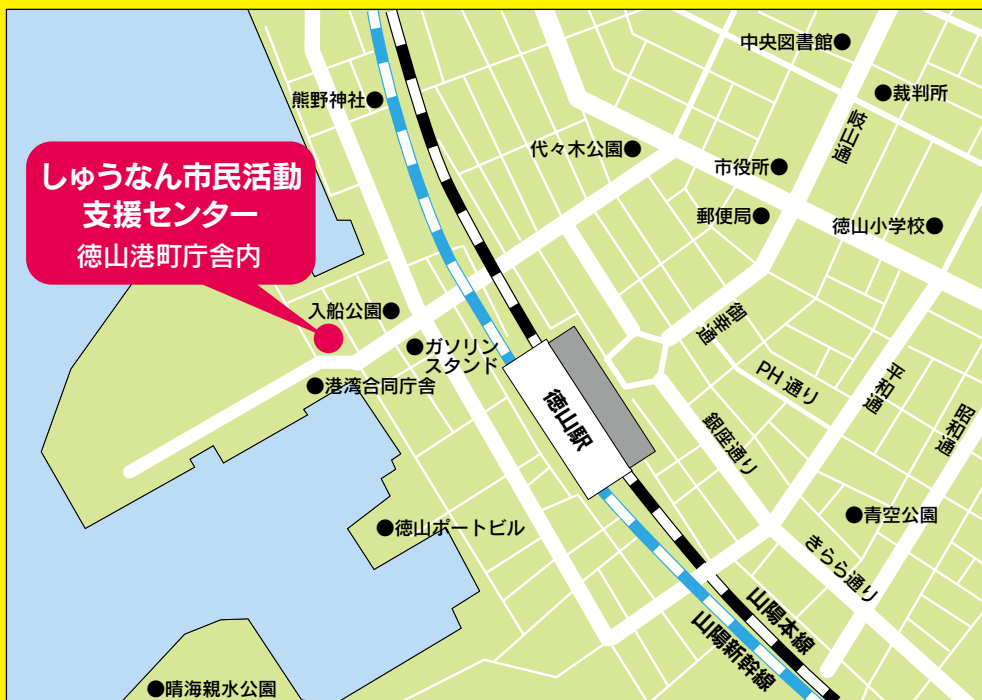 中央図書館
裁判所
熊野神社
岐山通
代々木公園
市役所
しゅうなん市民活動
支援センター
徳山港町庁舎内
郵便局
徳山小学校
入船公園
御幸通
ガソリン
スタンド
PH通り
平和通
港湾合同庁舎
徳山駅
銀座通り
昭和通
徳山ポートビル
青空公園
きらら通り
山陽本線
山陽新幹線
晴海親水公園